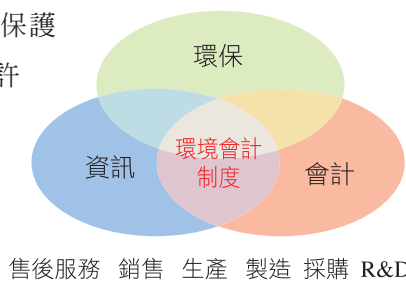 保護
許
環保
資訊
環境會計
制度
會計
售後服務 銷售 生產 製造 採購 R&D